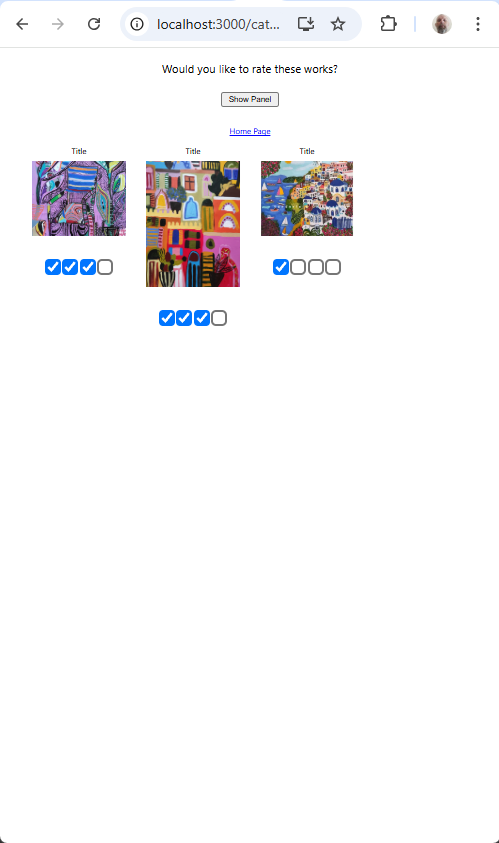 localhost:3000/cat...
Would you like to rate these works?
Show Panel
Home Page
Title
Title
Title